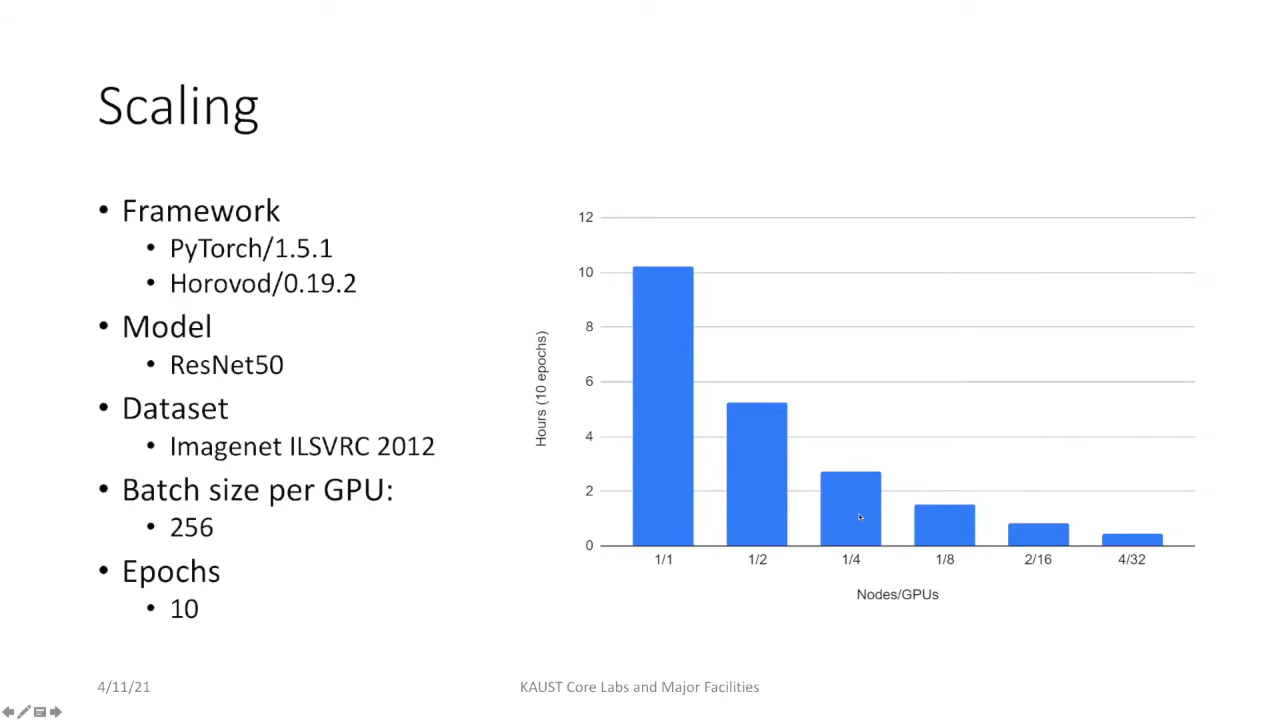 Scaling
• Framework
• PyTorch/1.5.1
• Horovod/0.19.2
• Model
• ResNet50
• Dataset
• Imagenet ILSVRC 2012
• Batch size per GPU:
• 256
• Epochs
• 10
Hours (10 epochs)
12
10
8
6
4
2
0
1/1 1/2 1/4 1/8 2/16 4/32
Nodes/GPUs
4/11/21
KAUST Core Labs and Major Facilities